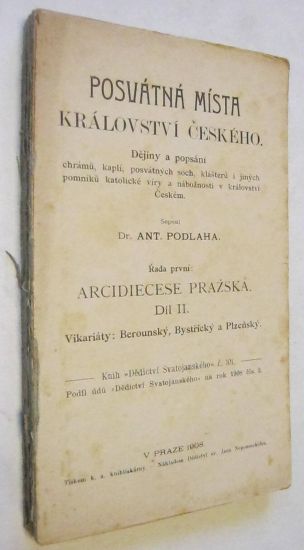 POSVÁTNÁ MÍSTA
KRÁLOVSTVÍ ČESKÉHO.
Dějiny a popsání
chrámů, kaplí, posvátných soch, klášterů i jiných
pomníků katolické víry a nábožnosti v království
Českém.
Sepsal
Dr. ANT. PODLAHA.
Řada první:
ARCIDIECESE PRAŽSKÁ.
Díl II.
Vikariáty: Berounský, Bystřický a Plzeňský.
Knih »Dědictví Svatojanského« č.
Podíl údů »Dědictví Svatojanského« na rok 1908 čís. 3.
V PRAZE 1908.
Tiskem k. a. knihtiskárny. Nákladem Dědictví sv. Jana Nepomuckého.